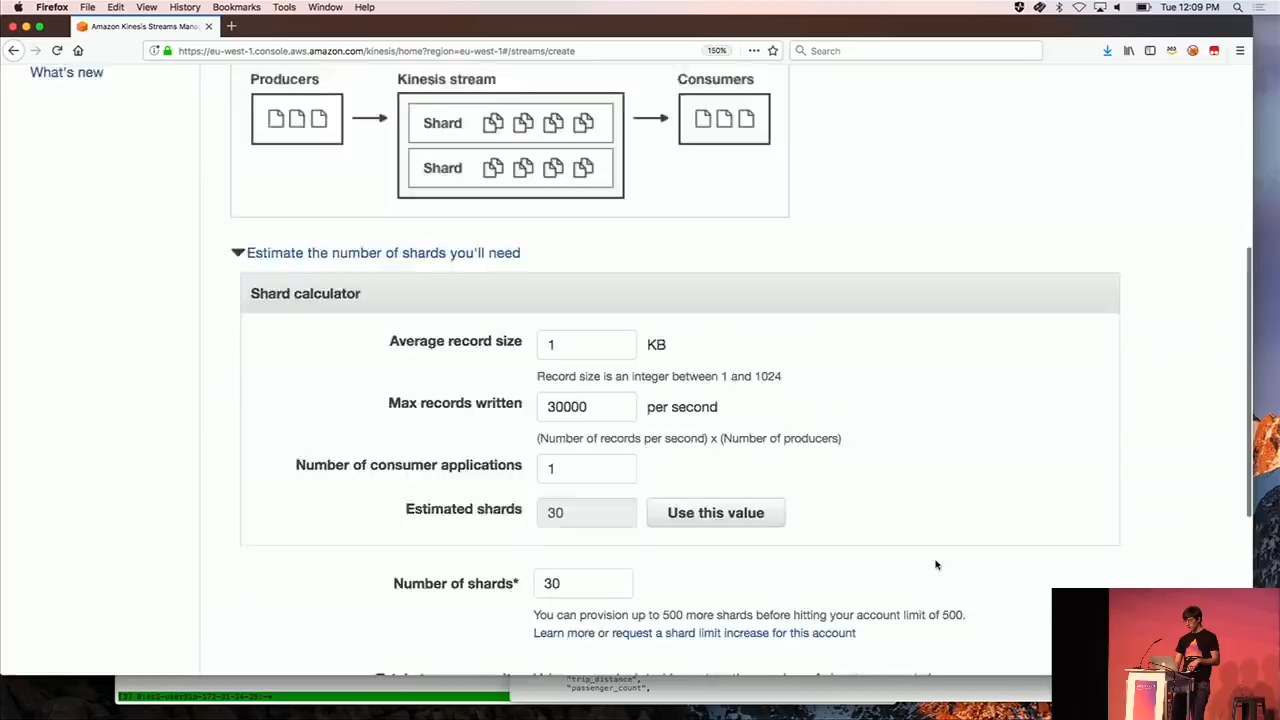 Firefox File Edit View History Bookmarks Tools Window Help Tue 12:09 PM
Amazon Kinesis Streams Mana
https://eu-west-1.console.aws.amazon.com/kinesis/home?region=eu-west-1#/streams/create 150% Search
What's new
Producers Kinesis stream Consumers
Shard
Shard
Estimate the number of shards you'll need
Shard calculator
Average record size 1 KB
Record size is an integer between 1 and 1024
Max records written 30000 per second
(Number of records per second) x (Number of producers)
Number of consumer applications 1
Estimated shards 30 Use this value
Number of shards* 30
You can provision up to 500 more shards before hitting your account limit of 500.
Learn more or request a shard limit increase for this account
"trip_distance",
"passenger_count",